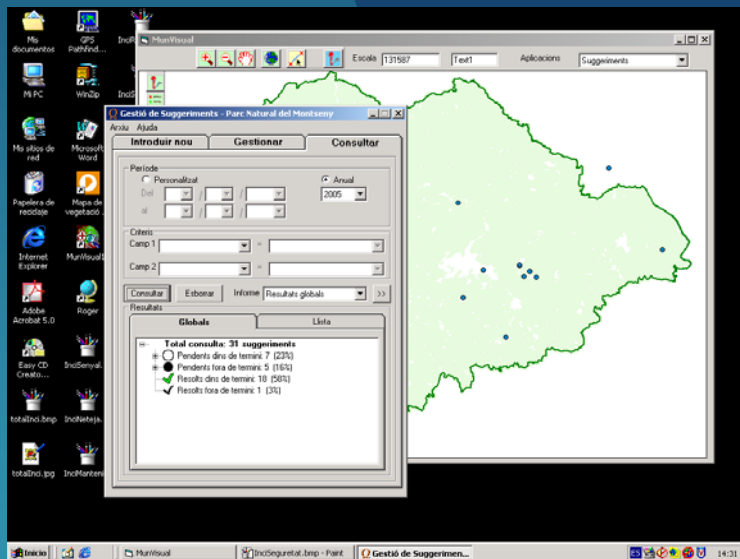 Mis documentos
GPS Pathfind...
Mi PC
WinZip
Mis sitios de red
Microsoft Word
Papelera de reciclaje
Mapa de vegetació
Internet Explorer
MunVisual
Adobe Acrobat 5.0
Roger
Easy CD Creato...
InciSenyal.
totalInci.bmp
InciNeteja.
totalInci.jpg
InciManteni
MunVisual
Escala 131587 Text1 Aplicacions Suggeriments
Gestió de Suggeriments - Parc Natural del Montseny
Arxiu Ajuda
Introduir nou Gestionar Consultar
Període
Personalitzat Anual
Del / / 2005
al / /
Criteris
Camp 1 =
Camp 2 =
Consultar Esborrar Informe Resultats globals >>
Resultats
Globals Llista
Total consulta: 31 suggeriments
Pendents dins de termini: 7 (23%)
Pendents fora de termini: 5 (16%)
Resolts dins de termini: 18 (58%)
Resolts fora de termini: 1 (3%)
Inicio MunVisual InciSeguretat.bmp - Paint Gestió de Suggerimen... ES 14:31